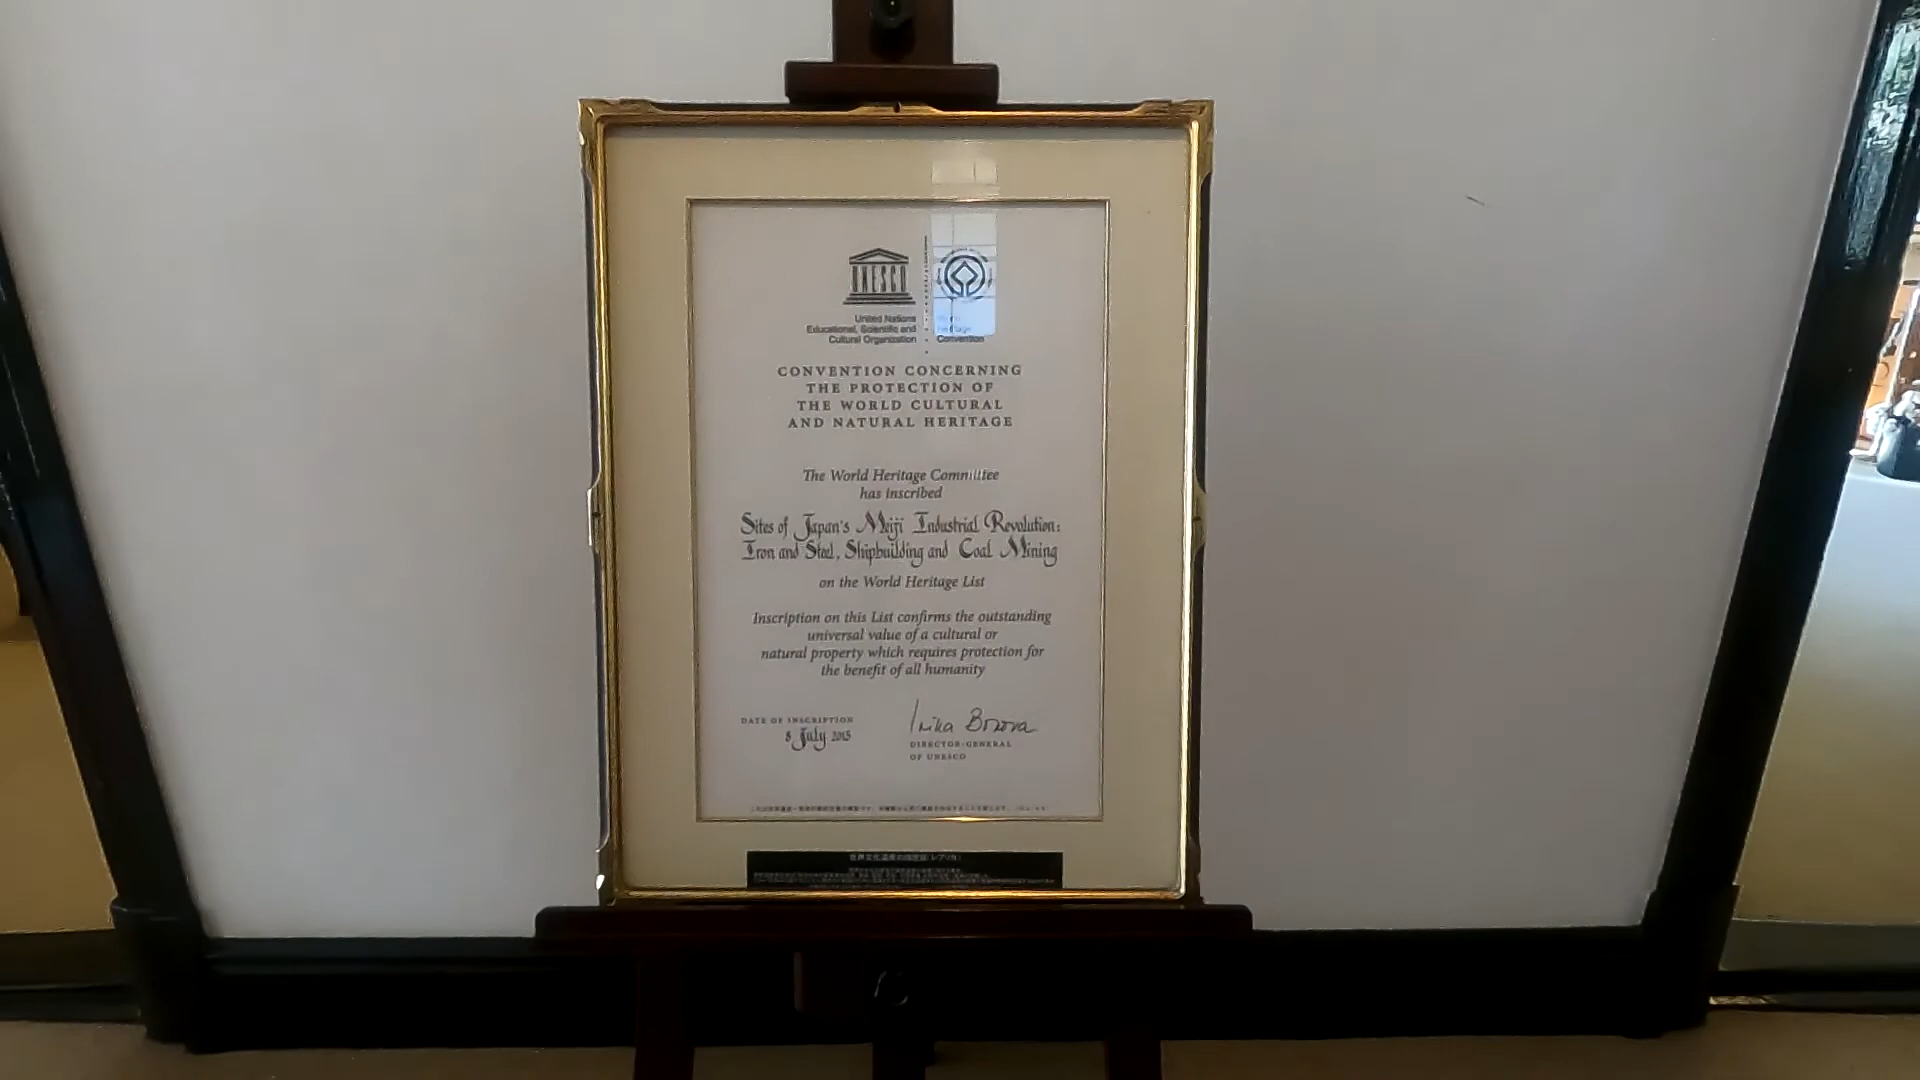 UNESCO
United Nations
Educational, Scientific and
Cultural Organization
Heritage
Convention
CONVENTION CONCERNING
THE PROTECTION OF
THE WORLD CULTURAL
AND NATURAL HERITAGE
The World Heritage Committee
has inscribed
Sites of Japan's Meiji Industrial Revolution:
Iron and Steel, Shipbuilding and Coal Mining
on the World Heritage List
Inscription on this List confirms the outstanding
universal value of a cultural or
natural property which requires protection for
the benefit of all humanity
DATE OF INSCRIPTION
8 July 2015
Irina Bokova
DIRECTOR-GENERAL
OF UNESCO